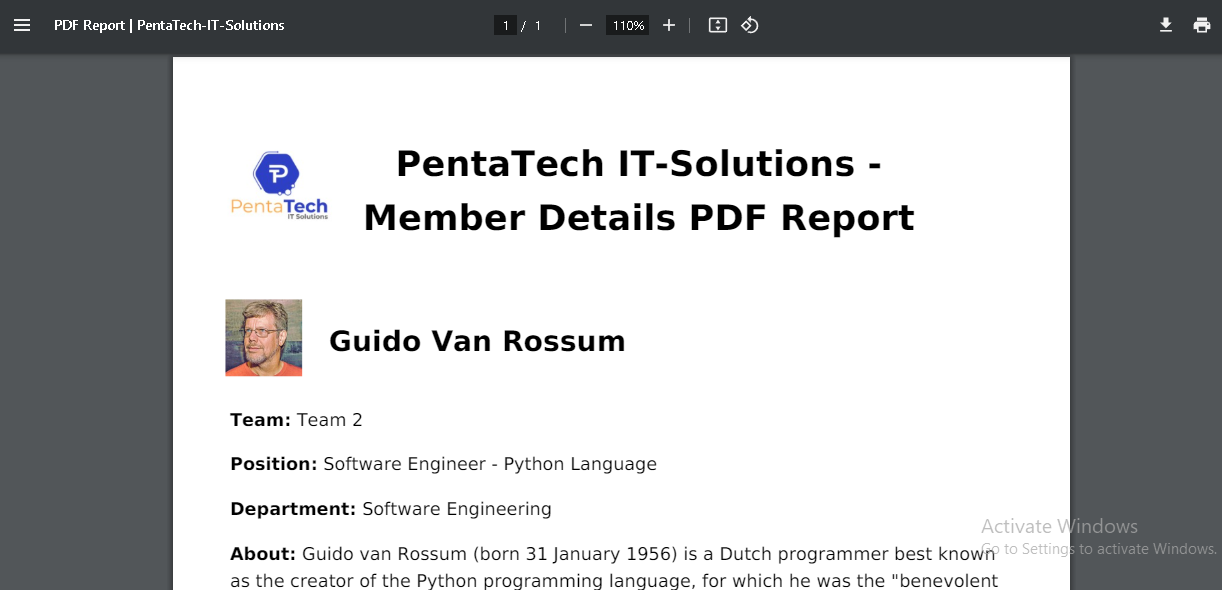 PDF Report | PentaTech-IT-Solutions
1 / 1
110%
P
PentaTech
IT Solutions
PentaTech IT-Solutions -
Member Details PDF Report
Guido Van Rossum
Team: Team 2
Position: Software Engineer - Python Language
Department: Software Engineering
About: Guido van Rossum (born 31 January 1956) is a Dutch programmer best known
as the creator of the Python programming language, for which he was the "benevolent
Activate Windows
Go to Settings to activate Windows.